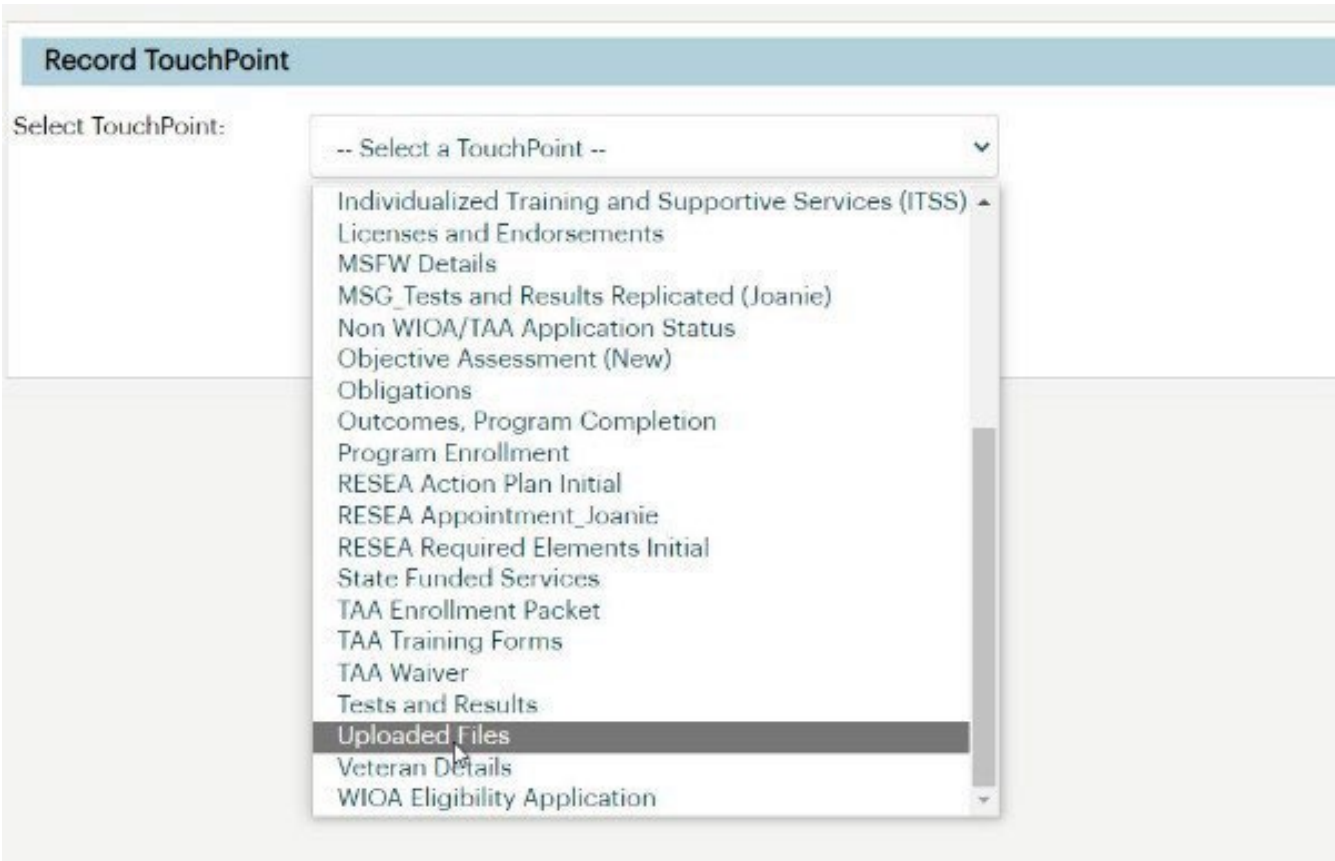 Record TouchPoint
Select TouchPoint:
-- Select a TouchPoint --
Individualized Training and Supportive Services (ITSS)
Licenses and Endorsements
MSFW Details
MSG_Tests and Results Replicated (Joanie)
Non WIOA/TAA Application Status
Objective Assessment (New)
Obligations
Outcomes, Program Completion
Program Enrollment
RESEA Action Plan Initial
RESEA Appointment_Joanie
RESEA Required Elements Initial
State Funded Services
TAA Enrollment Packet
TAA Training Forms
TAA Waiver
Tests and Results
Uploaded Files
Veteran Details
WIOA Eligibility Application